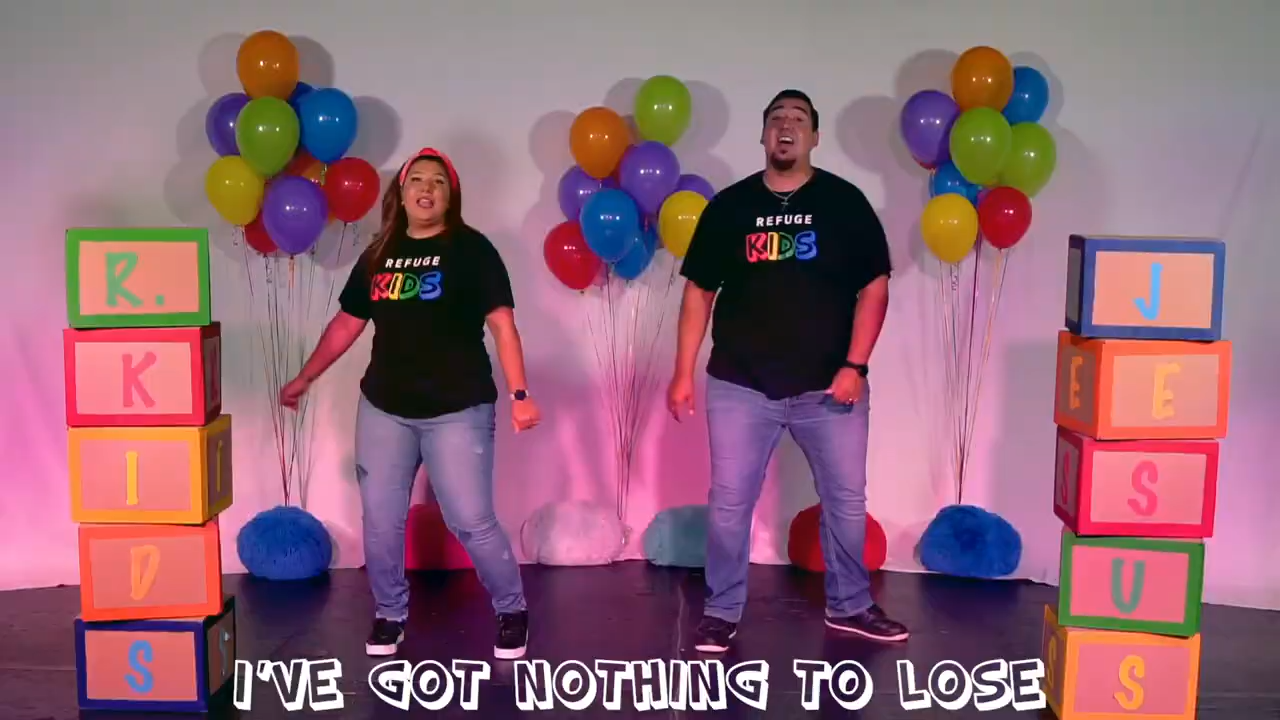 REFUGE
KIDS
REFUGE
KIDS
R.
K
I
D
S
J
E
E
S
S
U
S
I'VE GOT NOTHING TO LOSE